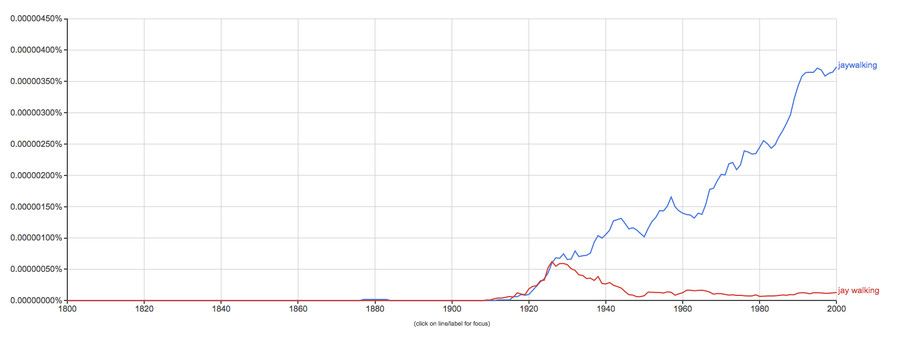 0.00000450%
0.00000400%
0.00000350%
jaywalking
0.00000300%
0.00000250%
0.00000200%
0.00000150%
0.00000100%
0.00000050%
jay walking
0.00000000%
1800 1820 1840 1860 1880 1900 1920 1940 1960 1980 2000
(click on line/label for focus)